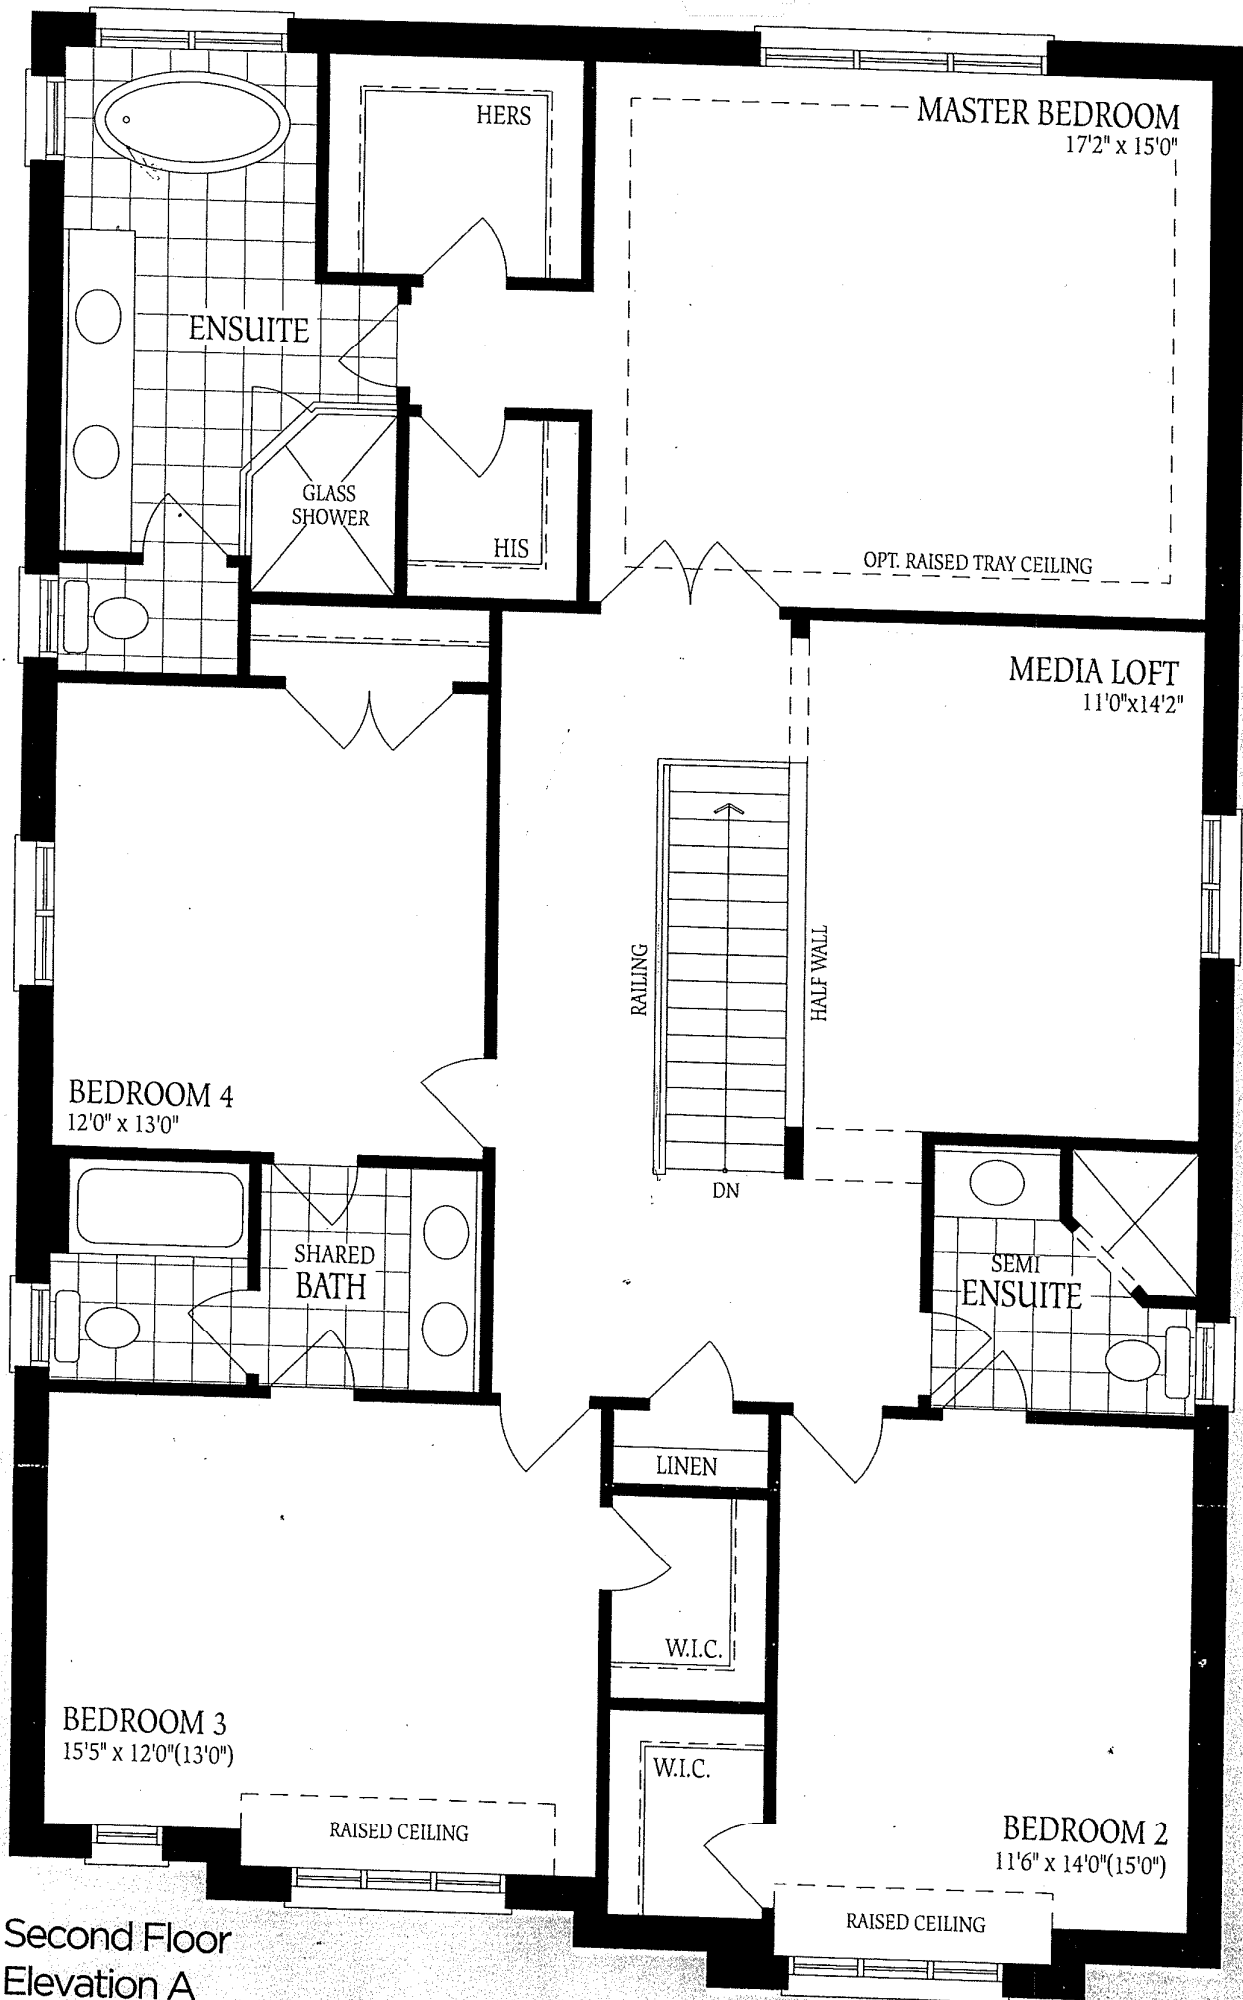 HERS
MASTER BEDROOM
17'2" x 15'0"
ENSUITE
GLASS
SHOWER
HIS
OPT. RAISED TRAY CEILING
MEDIA LOFT
11'0"x14'2"
RAILING
HALF WALL
DN
BEDROOM 4
12'0" x 13'0"
SHARED
BATH
SEMI
ENSUITE
LINEN
W.I.C.
BEDROOM 3
15'5" x 12'0"(13'0")
RAISED CEILING
W.I.C.
BEDROOM 2
11'6" x 14'0"(15'0")
RAISED CEILING
Second Floor
Elevation A